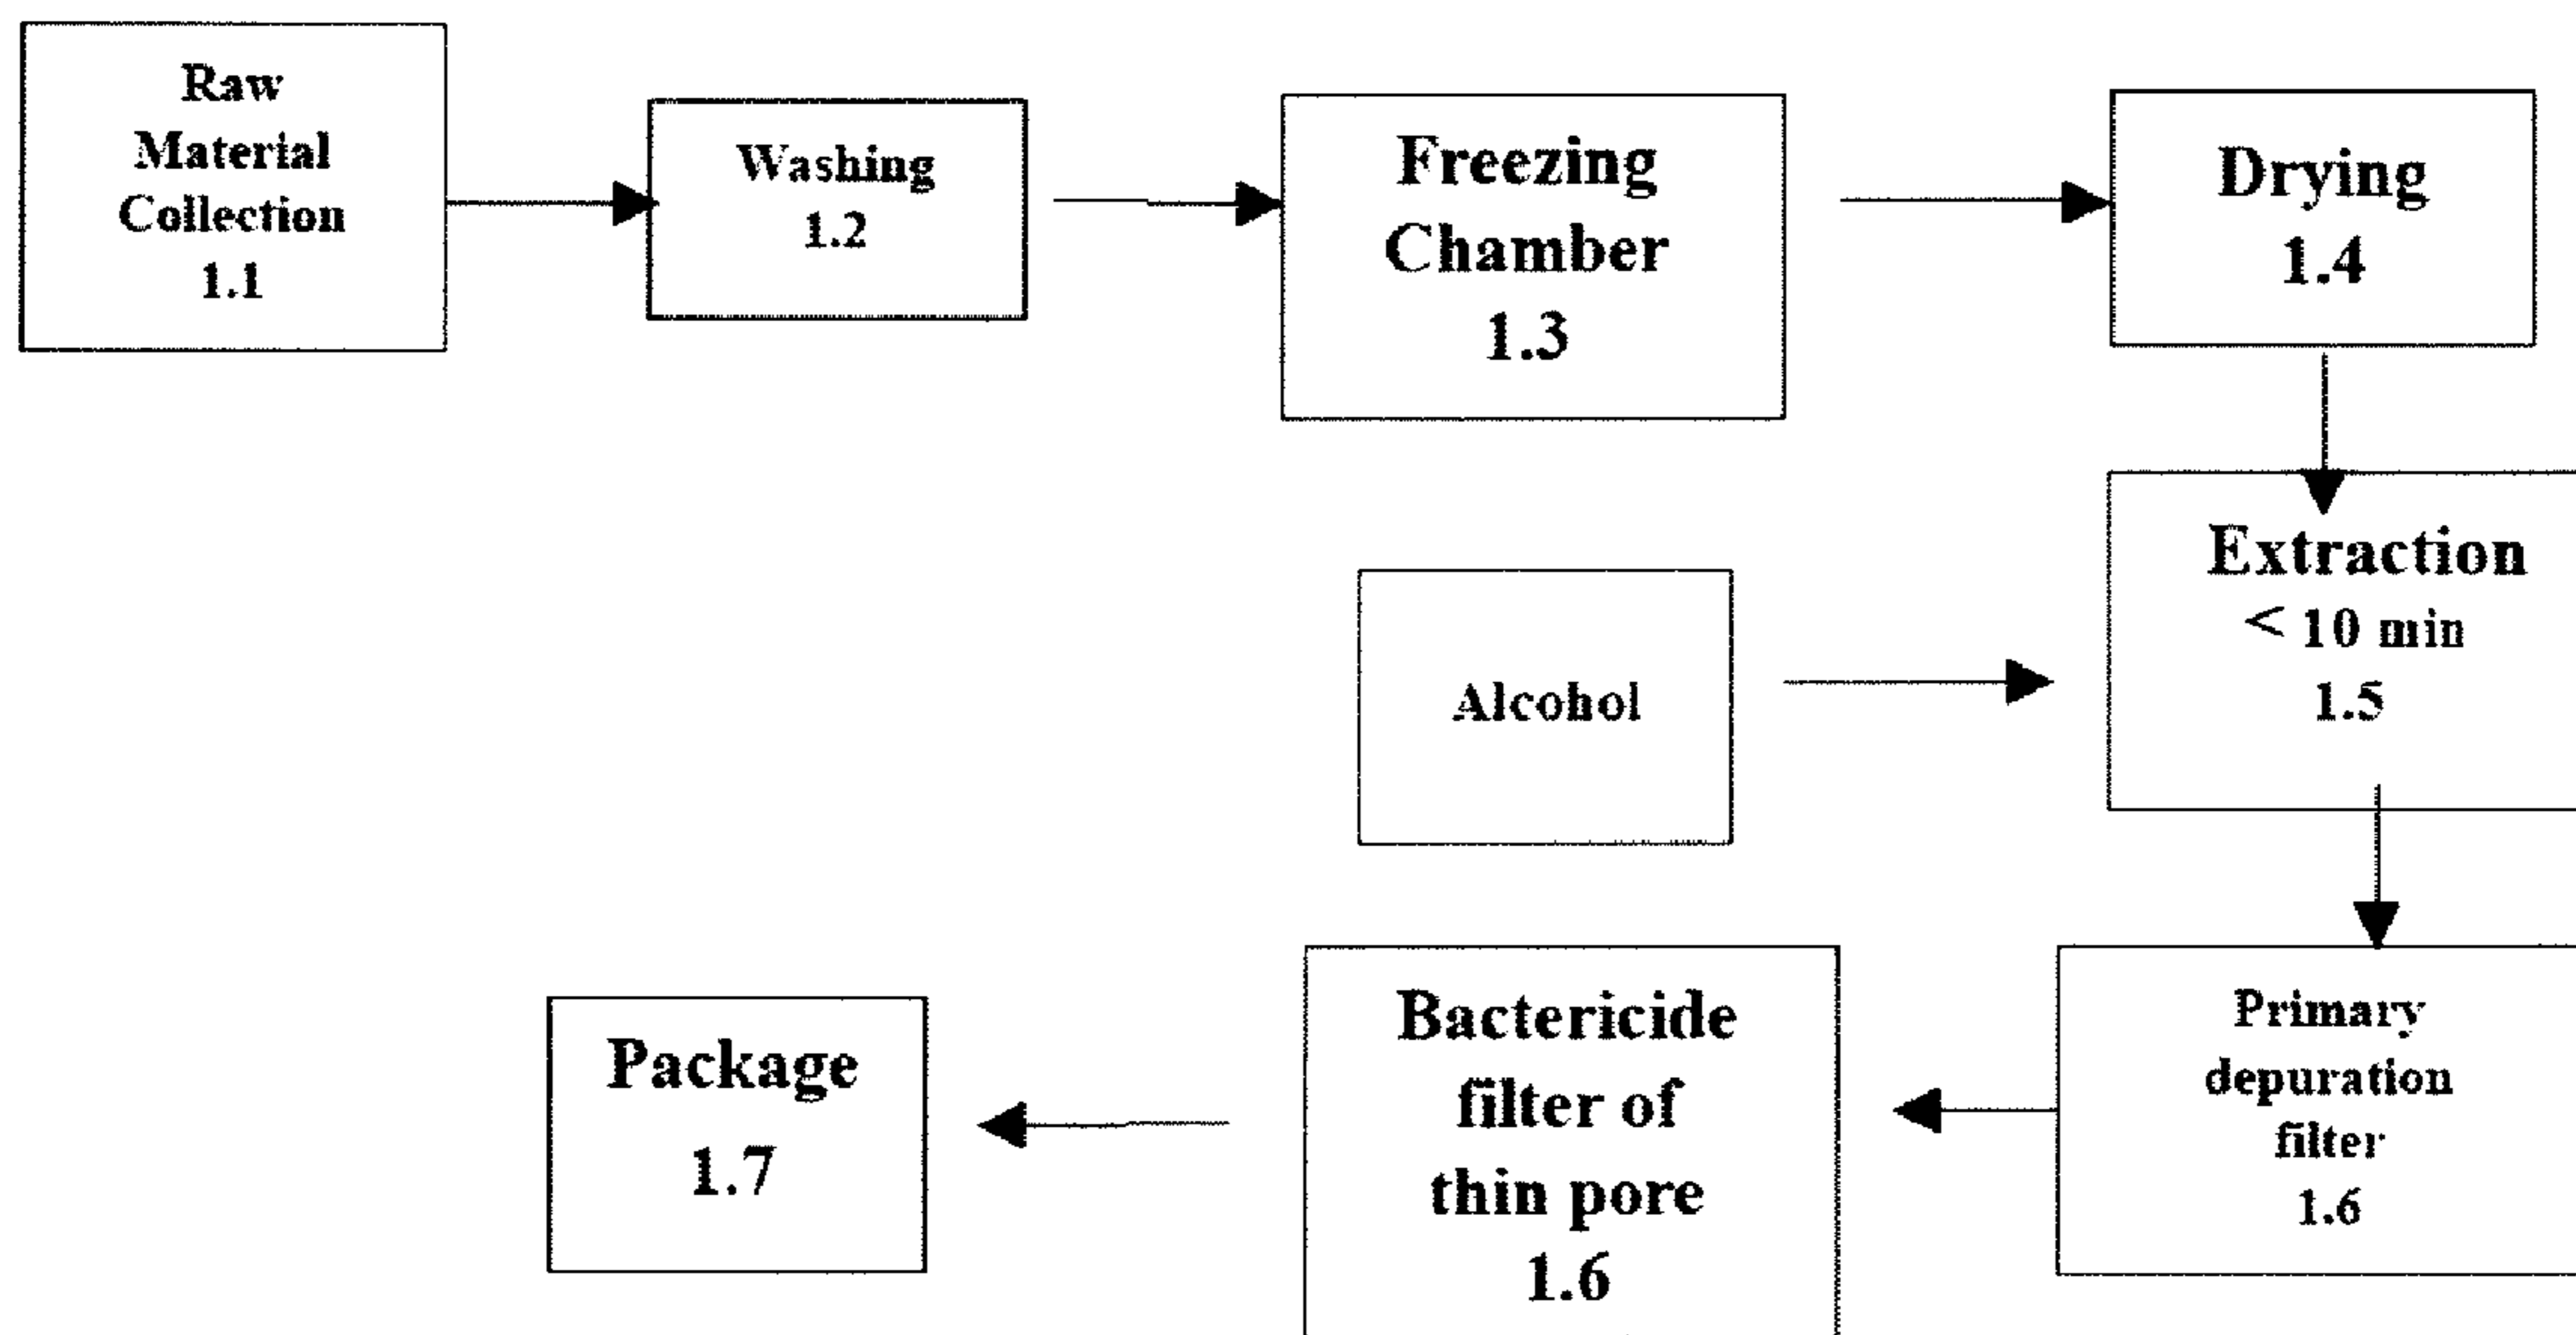 Raw
Material
Collection
1.1
Washing
1.2
Freezing
Chamber
1.3
Drying
1.4
Extraction
< 10 min
1.5
Alcohol
Primary
depuration
filter
1.6
Bactericide
filter of
thin pore
1.6
Package
1.7